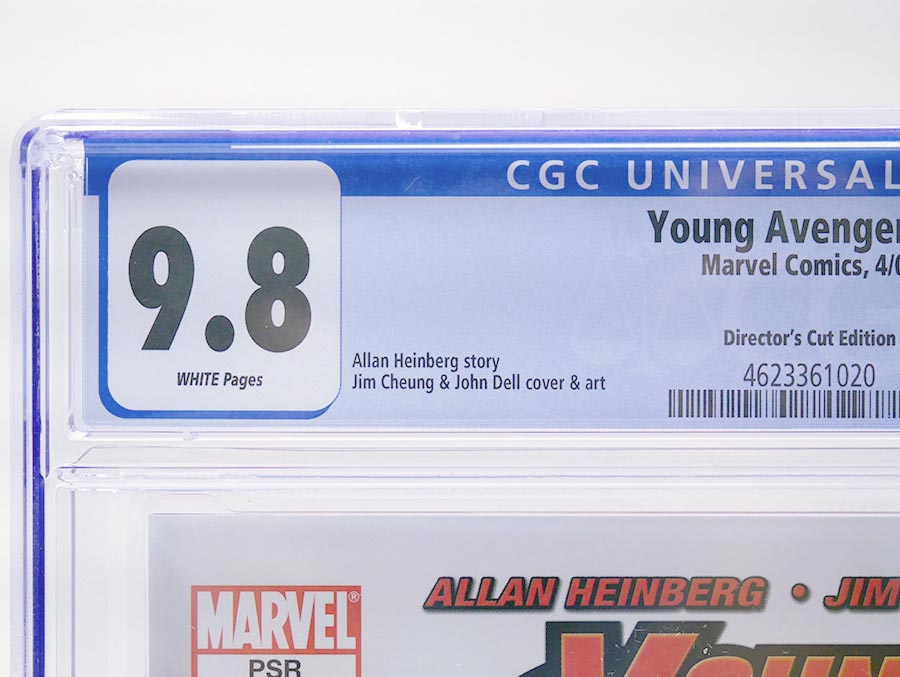 CGC UNIVERSAL
9.8
WHITE Pages
Young Avenger
Marvel Comics, 4/0
Director's Cut Edition
Allan Heinberg story
Jim Cheung & John Dell cover & art
4623361020
ALLAN HEINBERG • JIM
MARVEL®
PSR
YOUN